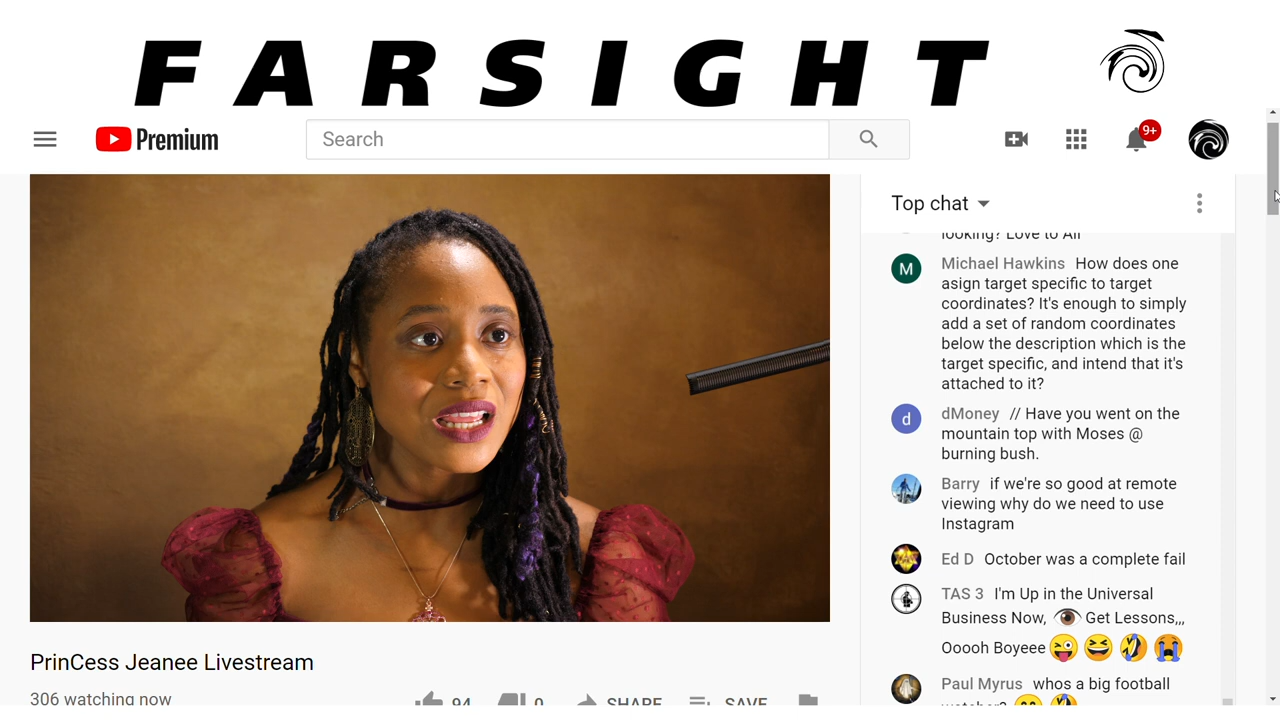 FARSIGHT
Premium
Search
9+
Top chat
looking? Love to All
M
Michael Hawkins How does one
asign target specific to target
coordinates? It's enough to simply
add a set of random coordinates
below the description which is the
target specific, and intend that it's
attached to it?
d
dMoney // Have you went on the
mountain top with Moses @
burning bush.
Barry if we're so good at remote
viewing why do we need to use
Instagram
Ed D October was a complete fail
TAS 3 I'm Up in the Universal
Business Now, 👁 Get Lessons,,,
Ooooh Boyeee 😜 😆 🤣 😭
Paul Myrus whos a big football
watcher?
PrinCess Jeanee Livestream
306 watching now
94
0
SHARE
SAVE